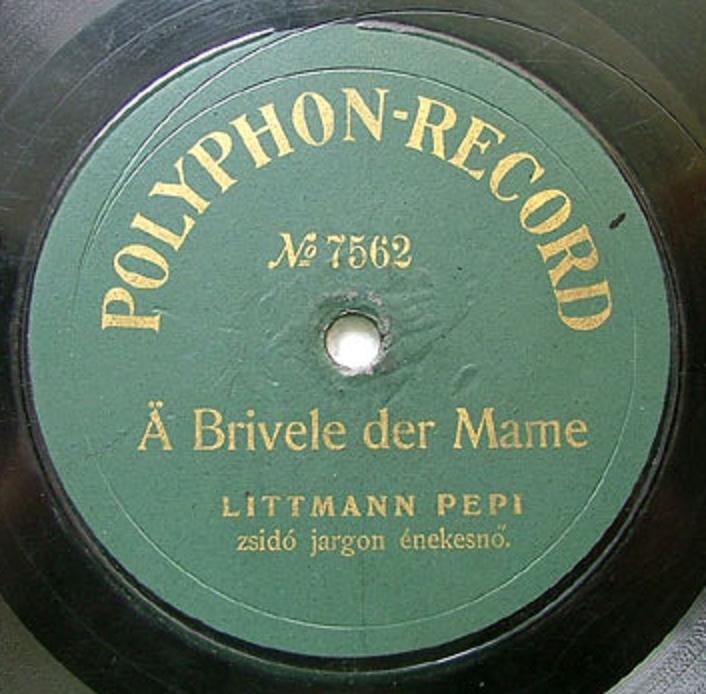 POLYPHON-RECORD
№ 7562
Ä Brivele der Mame
LITTMANN PEPI
zsidó jargon énekesnő.